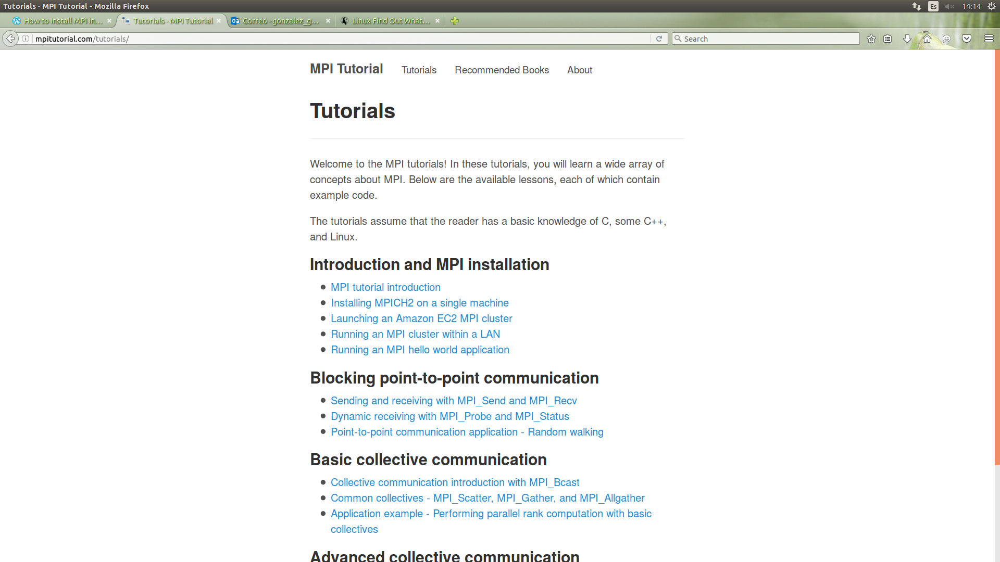 Tutorials · MPI Tutorial - Mozilla Firefox
Es
14:14
How to install MPI in...
Tutorials · MPI Tutorial
Correo - gonzalez_g...
Linux Find Out What...
mpitutorial.com/tutorials/
Search
MPI Tutorial Tutorials Recommended Books About
Tutorials
Welcome to the MPI tutorials! In these tutorials, you will learn a wide array of
concepts about MPI. Below are the available lessons, each of which contain
example code.
The tutorials assume that the reader has a basic knowledge of C, some C++,
and Linux.
Introduction and MPI installation
MPI tutorial introduction
Installing MPICH2 on a single machine
Launching an Amazon EC2 MPI cluster
Running an MPI cluster within a LAN
Running an MPI hello world application
Blocking point-to-point communication
Sending and receiving with MPI_Send and MPI_Recv
Dynamic receiving with MPI_Probe and MPI_Status
Point-to-point communication application - Random walking
Basic collective communication
Collective communication introduction with MPI_Bcast
Common collectives - MPI_Scatter, MPI_Gather, and MPI_Allgather
Application example - Performing parallel rank computation with basic
collectives
Advanced collective communication